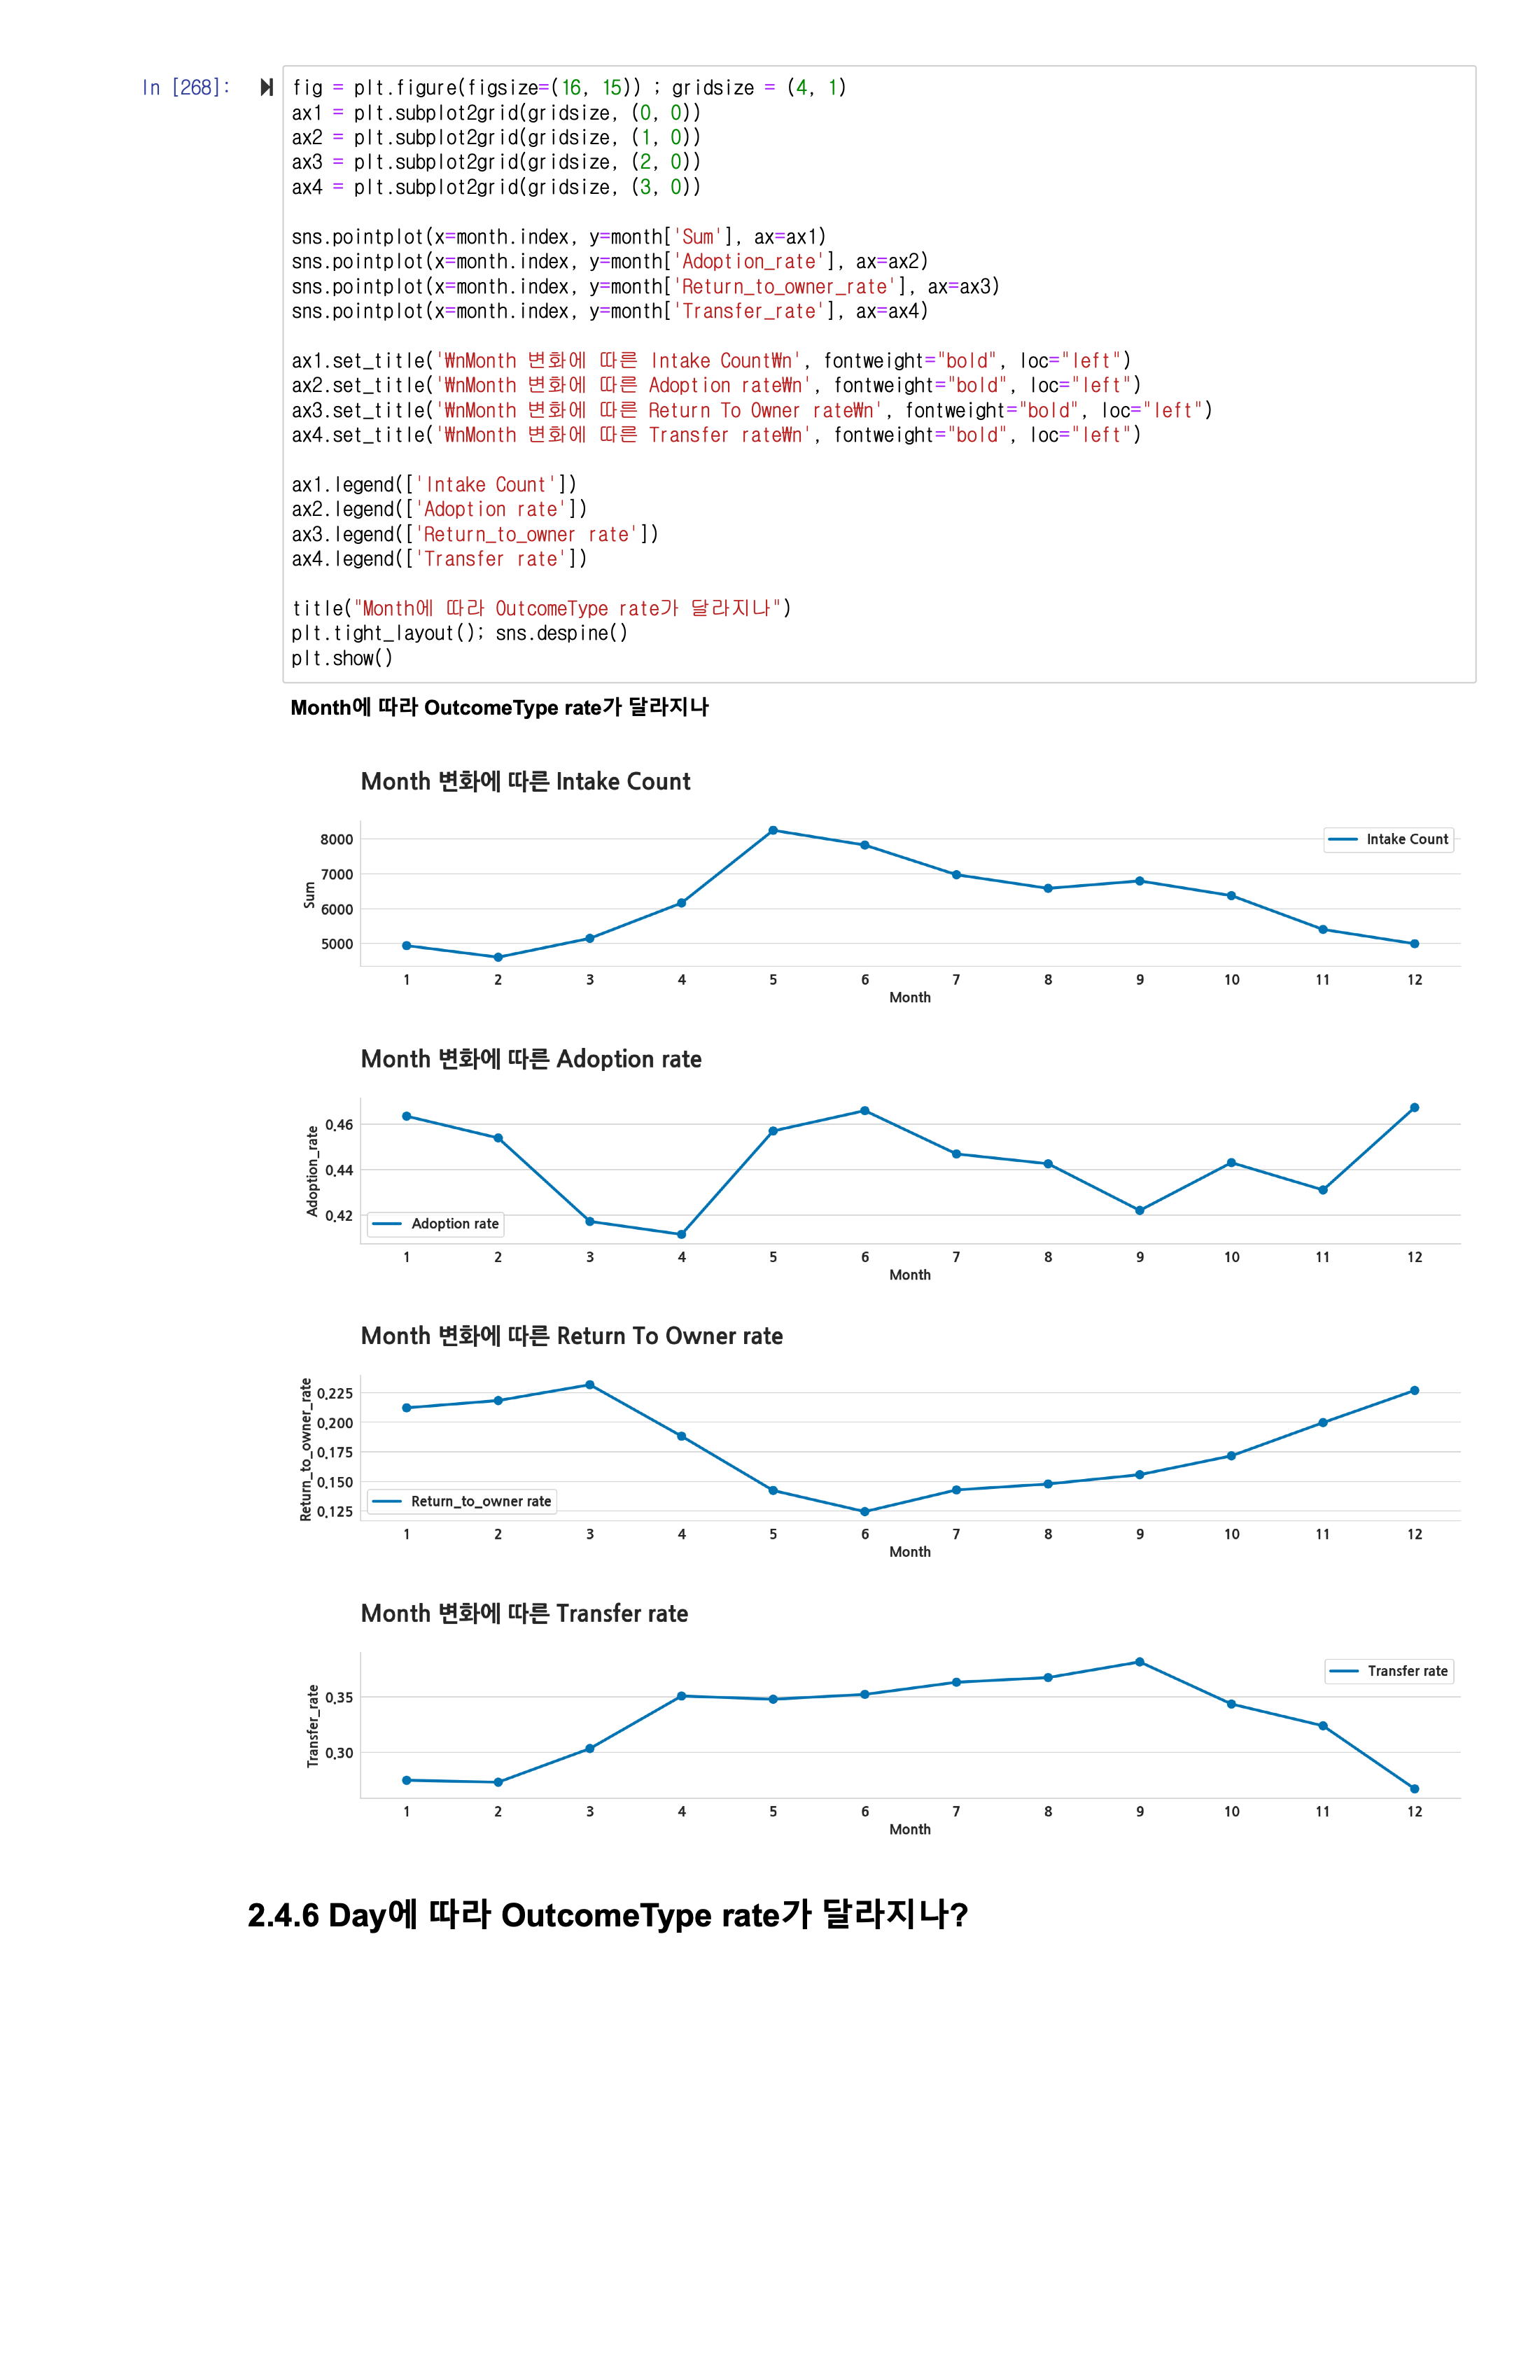 In [268]:
fig = plt.figure(figsize=(16, 15)) ; gridsize = (4, 1)
ax1 = plt.subplot2grid(gridsize, (0, 0))
ax2 = plt.subplot2grid(gridsize, (1, 0))
ax3 = plt.subplot2grid(gridsize, (2, 0))
ax4 = plt.subplot2grid(gridsize, (3, 0))
sns.pointplot(x=month.index, y=month['Sum'], ax=ax1)
sns.pointplot(x=month.index, y=month['Adoption_rate'], ax=ax2)
sns.pointplot(x=month.index, y=month['Return_to_owner_rate'], ax=ax3)
sns.pointplot(x=month.index, y=month['Transfer_rate'], ax=ax4)
ax1.set_title('₩nMonth 변화에 따른 Intake Count₩n', fontweight="bold", loc="left")
ax2.set_title('₩nMonth 변화에 따른 Adoption rate₩n', fontweight="bold", loc="left")
ax3.set_title('₩nMonth 변화에 따른 Return To Owner rate₩n', fontweight="bold", loc="left")
ax4.set_title('₩nMonth 변화에 따른 Transfer rate₩n', fontweight="bold", loc="left")
ax1.legend(['Intake Count'])
ax2.legend(['Adoption rate'])
ax3.legend(['Return_to_owner rate'])
ax4.legend(['Transfer rate'])
title("Month에 따라 OutcomeType rate가 달라지나")
plt.tight_layout(); sns.despine()
plt.show()
Month에 따라 OutcomeType rate가 달라지나
Month 변화에 따른 Intake Count
8000
7000
6000
5000
Sum
Intake Count
1 2 3 4 5 6 7 8 9 10 11 12
Month
Month 변화에 따른 Adoption rate
0.46
0.44
0.42
Adoption_rate
Adoption rate
1 2 3 4 5 6 7 8 9 10 11 12
Month
Month 변화에 따른 Return To Owner rate
0.225
0.200
0.175
0.150
0.125
Return_to_owner_rate
Return_to_owner rate
1 2 3 4 5 6 7 8 9 10 11 12
Month
Month 변화에 따른 Transfer rate
0.35
0.30
Transfer_rate
Transfer rate
1 2 3 4 5 6 7 8 9 10 11 12
Month
2.4.6 Day에 따라 OutcomeType rate가 달라지나?